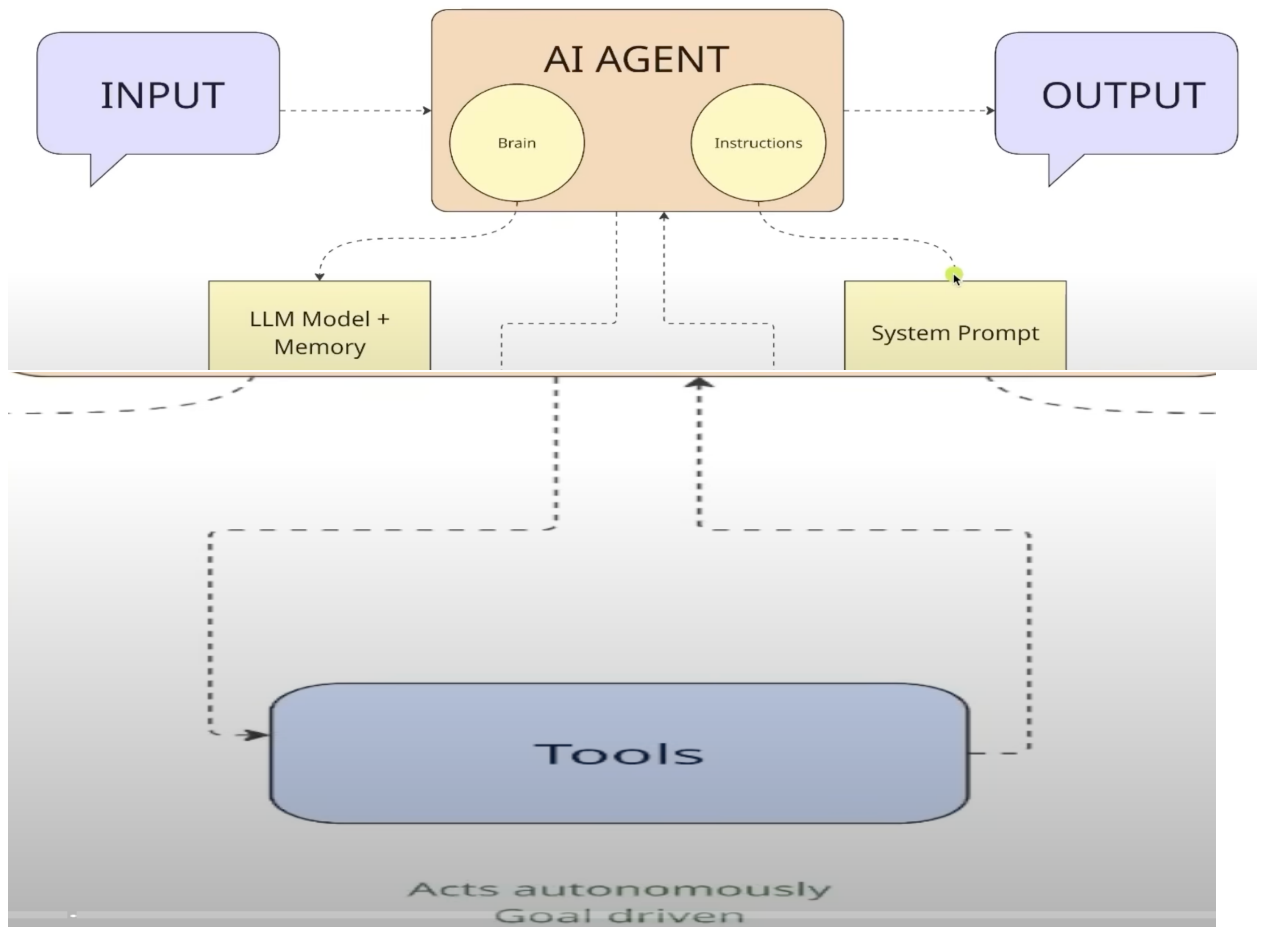 INPUT
AI AGENT
OUTPUT
Brain
Instructions
LLM Model +
Memory
System Prompt
Tools
Acts autonomously
Goal driven